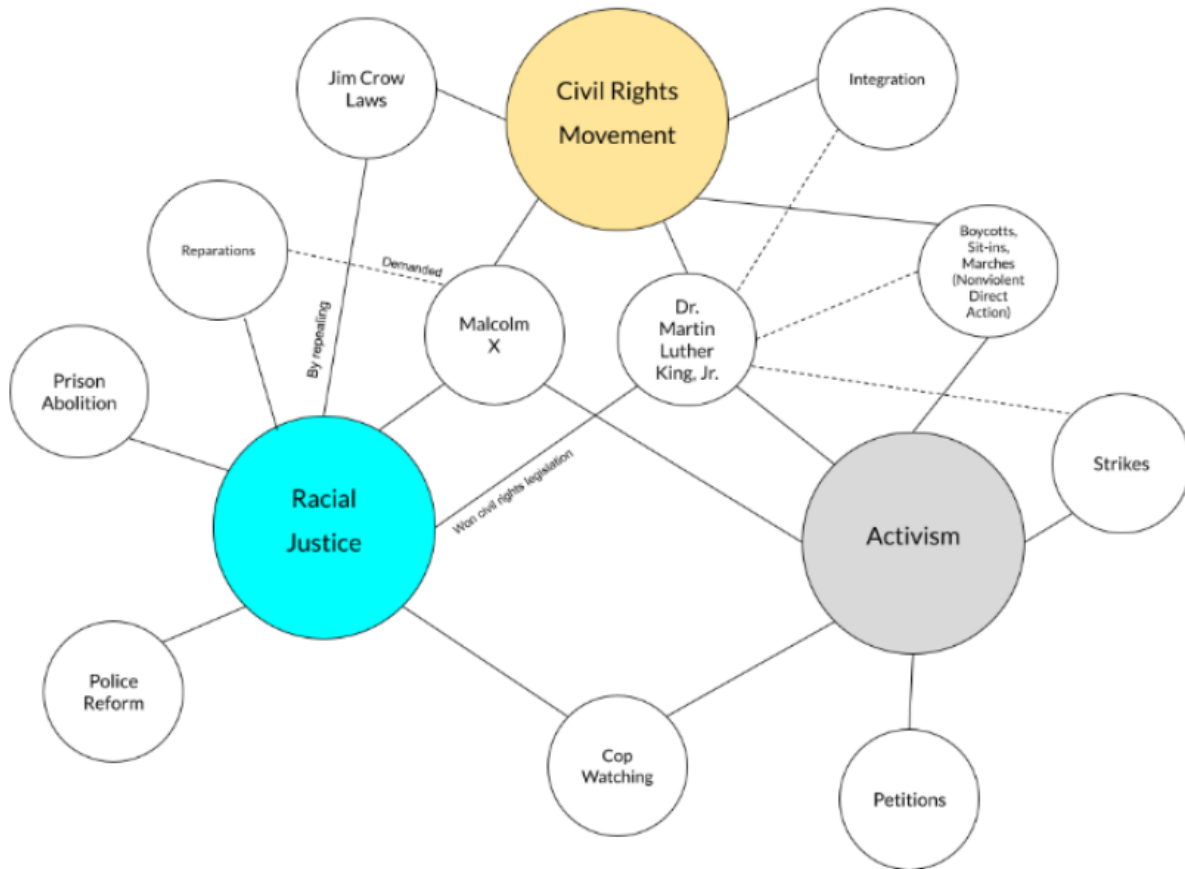 Jim Crow
Laws
Civil Rights
Movement
Integration
Reparations
Demanded
Boycotts,
Sit-ins,
Marches
(Nonviolent
Direct
Action)
By repealing
Malcolm
X
Dr.
Martin
Luther
King, Jr.
Prison
Abolition
Strikes
Won civil rights legislation
Racial
Justice
Activism
Police
Reform
Cop
Watching
Petitions